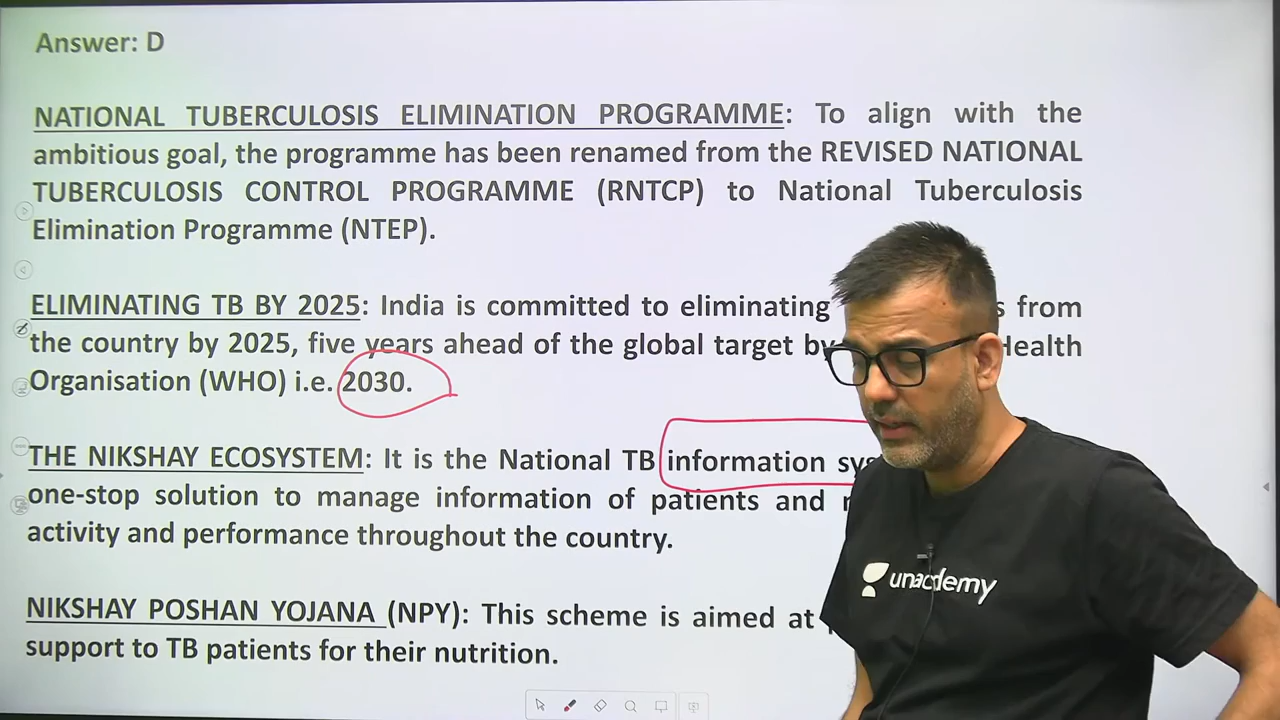 Answer: D
NATIONAL TUBERCULOSIS ELIMINATION PROGRAMME: To align with the
ambitious goal, the programme has been renamed from the REVISED NATIONAL
TUBERCULOSIS CONTROL PROGRAMME (RNTCP) to National Tuberculosis
Elimination Programme (NTEP).
ELIMINATING TB BY 2025: India is committed to eliminating from
the country by 2025, five years ahead of the global target by Health
Organisation (WHO) i.e. 2030.
THE NIKSHAY ECOSYSTEM: It is the National TB information
one-stop solution to manage information of patients and
activity and performance throughout the country.
NIKSHAY POSHAN YOJANA (NPY): This scheme is aimed at
support to TB patients for their nutrition.
unacademy